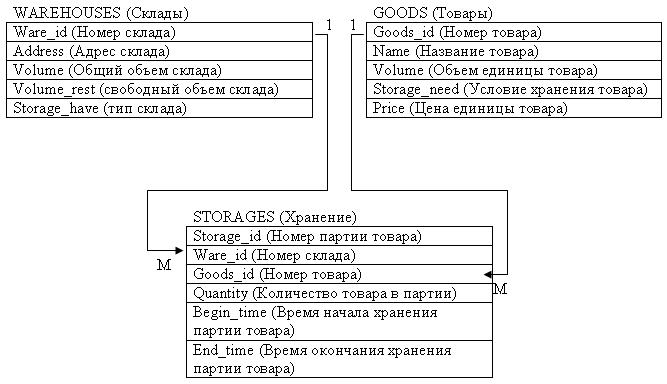 WAREHOUSES (Склады)
Ware_id (Номер склада)
Address (Адрес склада)
Volume (Общий объем склада)
Volume_rest (свободный объем склада)
Storage_have (тип склада)
1
1
GOODS (Товары)
Goods_id (Номер товара)
Name (Название товара)
Volume (Объем единицы товара)
Storage_need (Условие хранения товара)
Price (Цена единицы товара)
STORAGES (Хранение)
Storage_id (Номер партии товара)
Ware_id (Номер склада)
Goods_id (Номер товара)
Quantity (Количество товара в партии)
Begin_time (Время начала хранения
партии товара)
End_time (Время окончания хранения
партии товара)
M
M